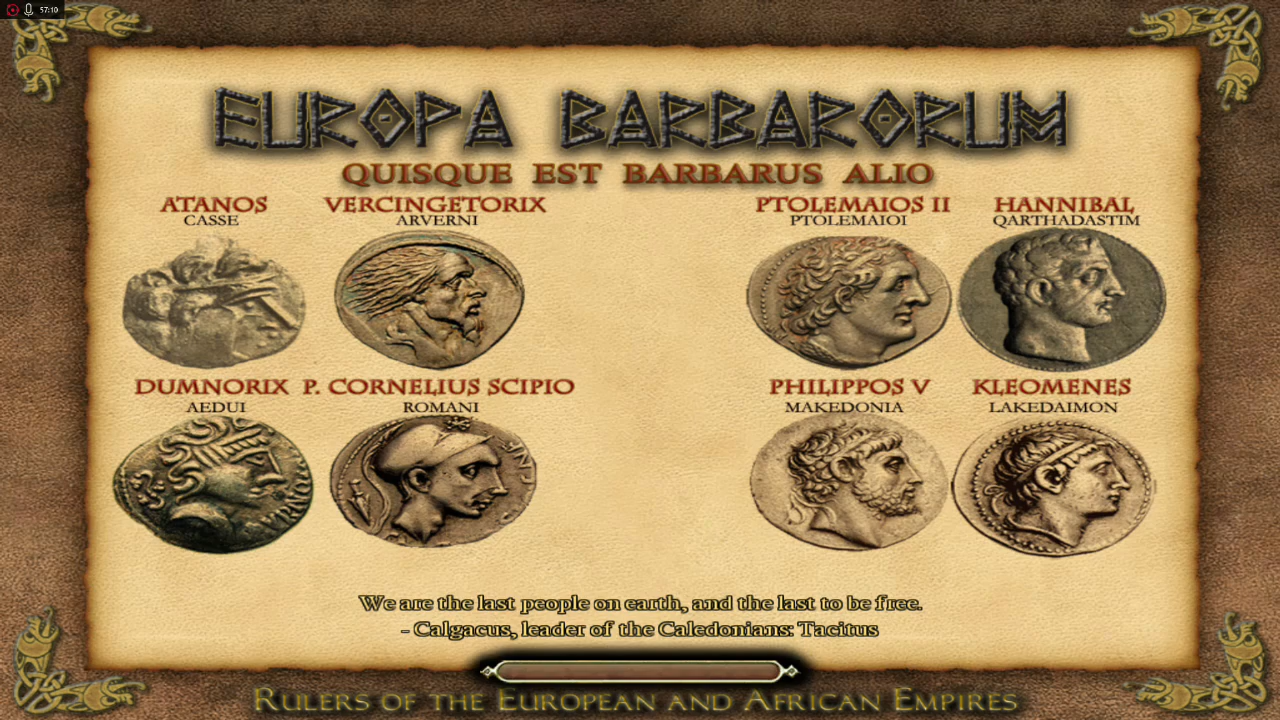 57:10
EUROPA BARBARORUM
QUISQUE EST BARBARUS ALIO
ATANOS VERCINGETORIX PTOLEMAIOS II HANNIBAL
CASSE ARVERNI PTOLEMAIOI QARTHADASTIM
DUMNORIX P. CORNELIUS SCIPIO PHILIPPOS V KLEOMENES
AEDUI ROMANI MAKEDONIA LAKEDAIMON
We are the last people on earth, and the last to be free.
- Calgacus, leader of the Caledonians: Tacitus
RULERS OF THE EUROPEAN AND AFRICAN EMPIRES